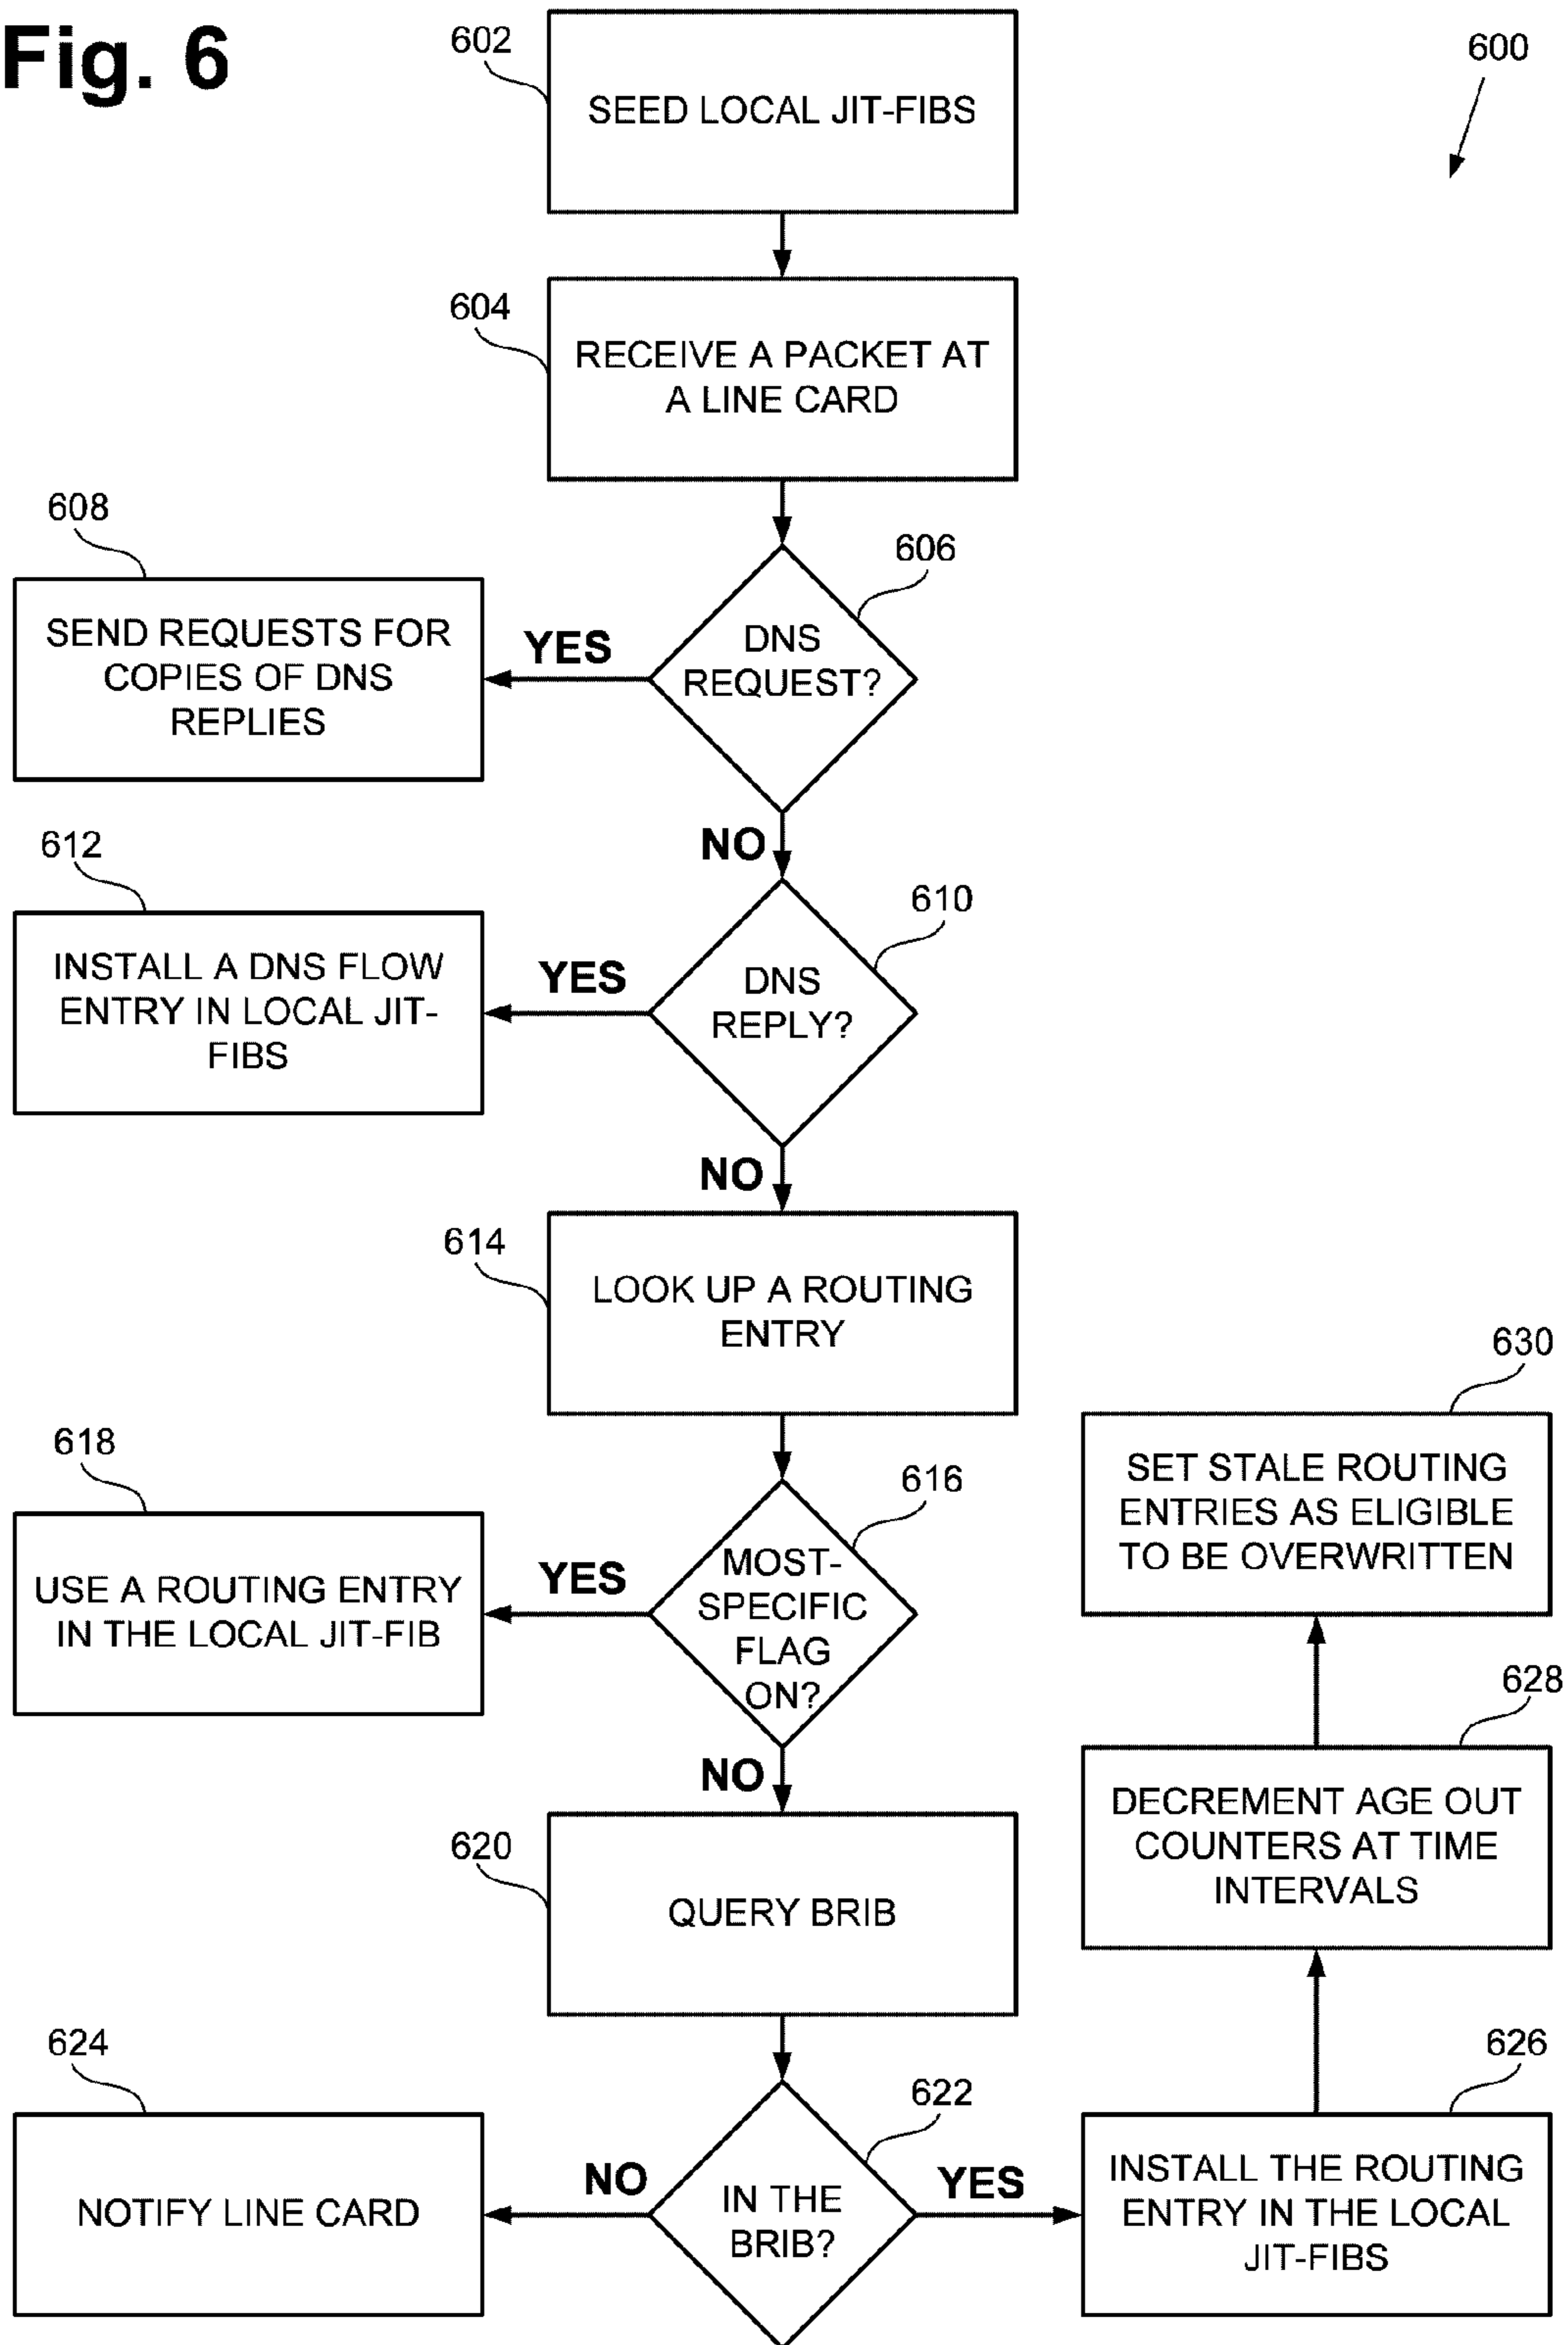 Fig. 6
600
602
SEED LOCAL JIT-FIBS
604
RECEIVE A PACKET AT
A LINE CARD
606
DNS
REQUEST?
YES
608
SEND REQUESTS FOR
COPIES OF DNS
REPLIES
NO
610
DNS
REPLY?
YES
612
INSTALL A DNS FLOW
ENTRY IN LOCAL JIT-
FIBS
NO
614
LOOK UP A ROUTING
ENTRY
616
MOST-
SPECIFIC
FLAG
ON?
YES
618
USE A ROUTING ENTRY
IN THE LOCAL JIT-FIB
NO
620
QUERY BRIB
622
IN THE
BRIB?
NO
624
NOTIFY LINE CARD
YES
626
INSTALL THE ROUTING
ENTRY IN THE LOCAL
JIT-FIBS
628
DECREMENT AGE OUT
COUNTERS AT TIME
INTERVALS
630
SET STALE ROUTING
ENTRIES AS ELIGIBLE
TO BE OVERWRITTEN